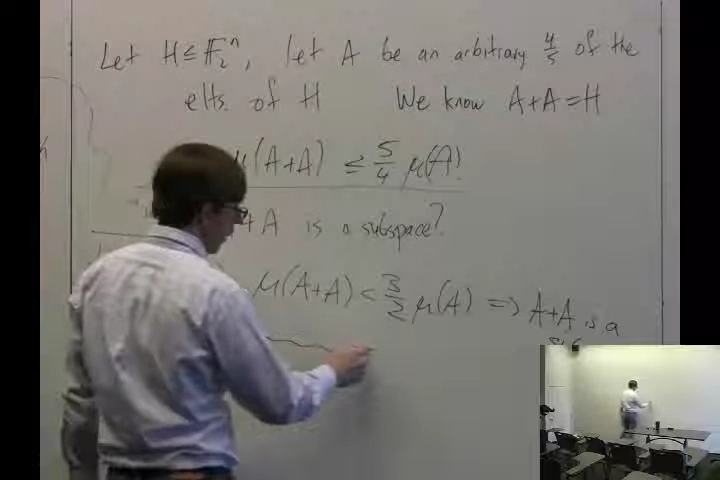 Let H ≤ F₂ⁿ, let A be an arbitrary 4/5 of the
elts. of H We know A+A = H
μ(A+A) ≤ 5/4 μ(A)!
+A is a subspace?
μ(A+A) < 3/2 μ(A) ⇒ A+A is a